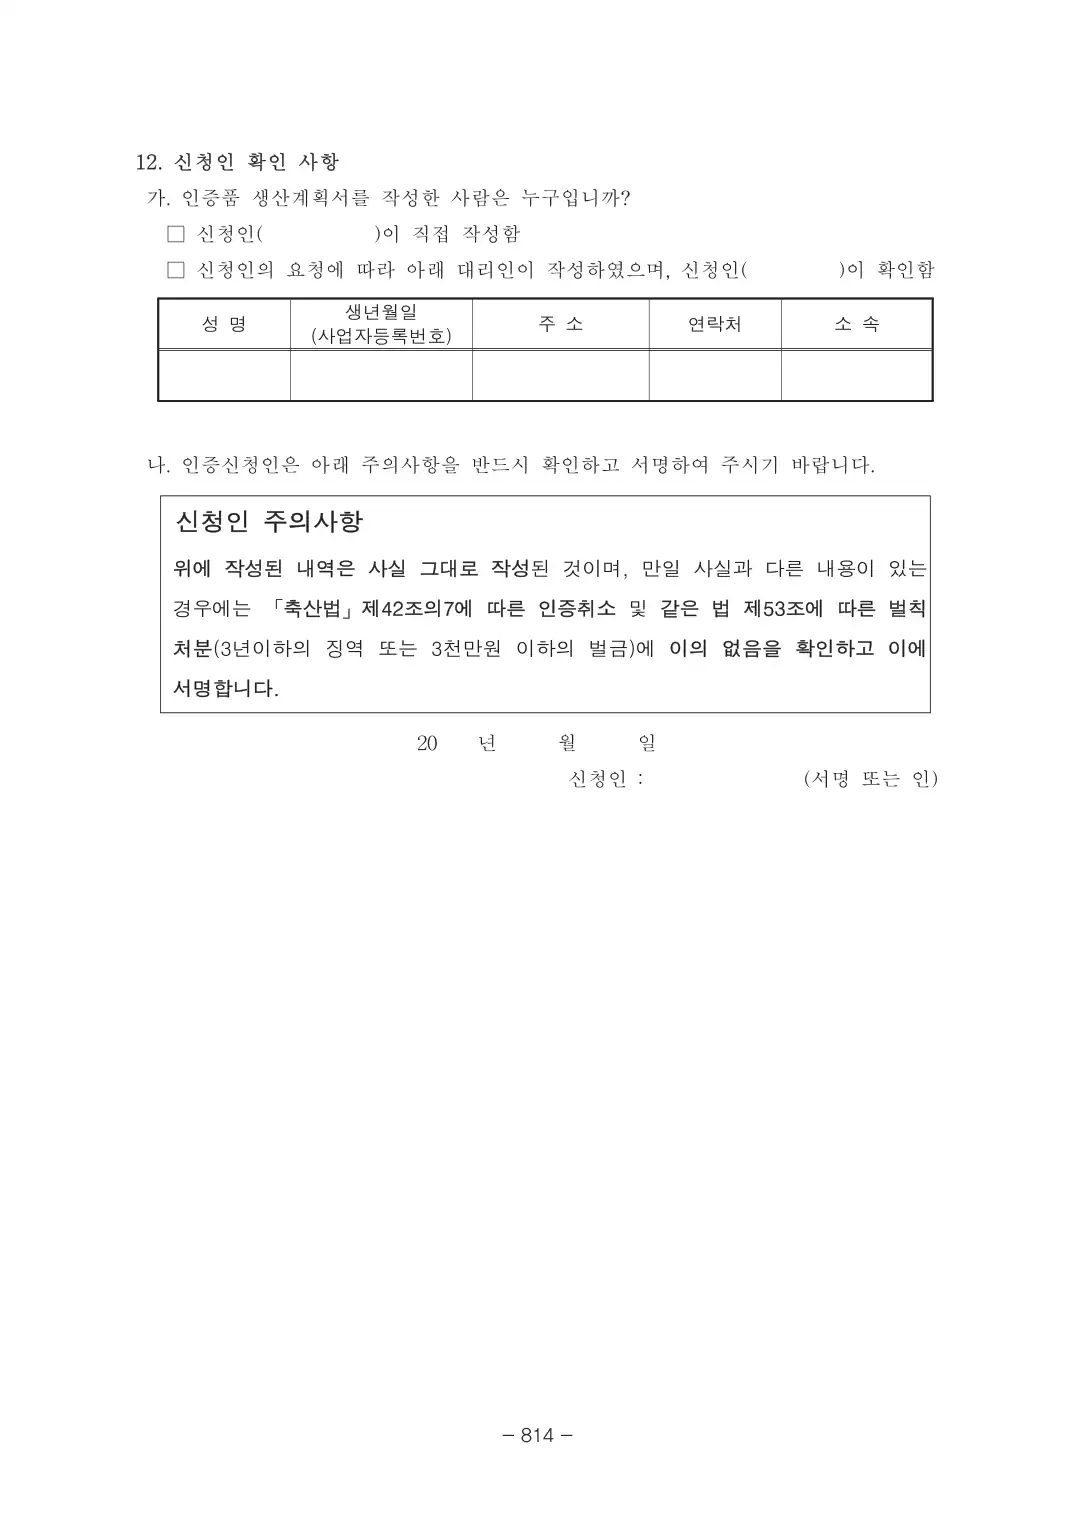 12. 신청인 확인 사항
가. 인증품 생산계획서를 작성한 사람은 누구입니까?
□ 신청인(          )이 직접 작성함
□ 신청인의 요청에 따라 아래 대리인이 작성하였으며, 신청인(        )이 확인함
성 명 생년월일 (사업자등록번호) 주 소 연락처 소 속
나. 인증신청인은 아래 주의사항을 반드시 확인하고 서명하여 주시기 바랍니다.
신청인 주의사항
위에 작성된 내역은 사실 그대로 작성된 것이며, 만일 사실과 다른 내용이 있는
경우에는 「축산법」제42조의7에 따른 인증취소 및 같은 법 제53조에 따른 벌칙
처분(3년이하의 징역 또는 3천만원 이하의 벌금)에 이의 없음을 확인하고 이에
서명합니다.
20    년      월      일
신청인 :                (서명 또는 인)
− 814 −